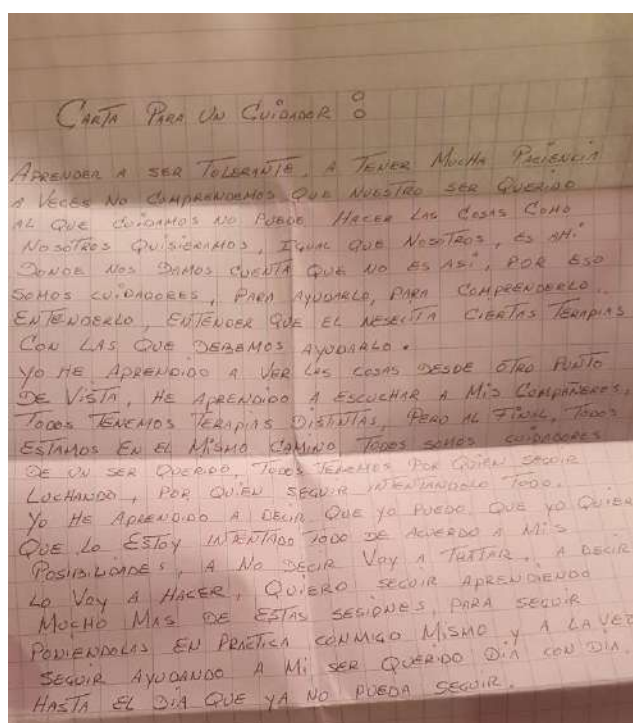 CARTA PARA UN CUIDADOR :
APRENDER A SER TOLERANTE, A TENER MUCHA PACIENCIA
A VECES NO COMPRENDEMOS QUE NUESTRO SER QUERIDO
AL QUE CUIDAMOS NO PUEDE HACER LAS COSAS COMO
NOSOTROS QUISIERAMOS, IGUAL QUE NOSOTROS, ES AHÍ
DONDE NOS DAMOS CUENTA QUE NO ES ASÍ, POR ESO
SOMOS CUIDADORES, PARA AYUDARLO, PARA COMPRENDERLO..
ENTENDERLO, ENTENDER QUE EL NESECITA CIERTAS TERAPIAS
CON LAS QUE DEBEMOS AYUDARLO.
YO HE APRENDIDO A VER LAS COSAS DESDE OTRO PUNTO
DE VISTA, HE APRENDIDO A ESCUCHAR A MIS COMPAÑEROS,
TODOS TENEMOS TERAPIAS DISTINTAS, PERO AL FINAL, TODOS
ESTAMOS EN EL MISMO CAMINO, TODOS SOMOS CUIDADORES
DE UN SER QUERIDO, TODOS TENEMOS POR QUIEN SEGUIR
LUCHANDO, POR QUIEN SEGUIR INTENTANDOLO TODO.
YO HE APRENDIDO A DECIR QUE YO PUEDO, QUE YO QUIER
QUE LO ESTOY INTENTADO TODO DE ACUERDO A MIS
POSIBILIDADES, A NO DECIR VOY A TRATAR, A DECIR
LO VOY A HACER, QUIERO SEGUIR APRENDIENDO
MUCHO MAS DE ESTAS SESIONES, PARA SEGUIR
PONIENDOLAS EN PRACTICA CONMIGO MISMO Y A LA VEZ
SEGUIR AYUDANDO A MI SER QUERIDO DIA CON DIA.
HASTA EL DIA QUE YA NO PUEDA SEGUIR.